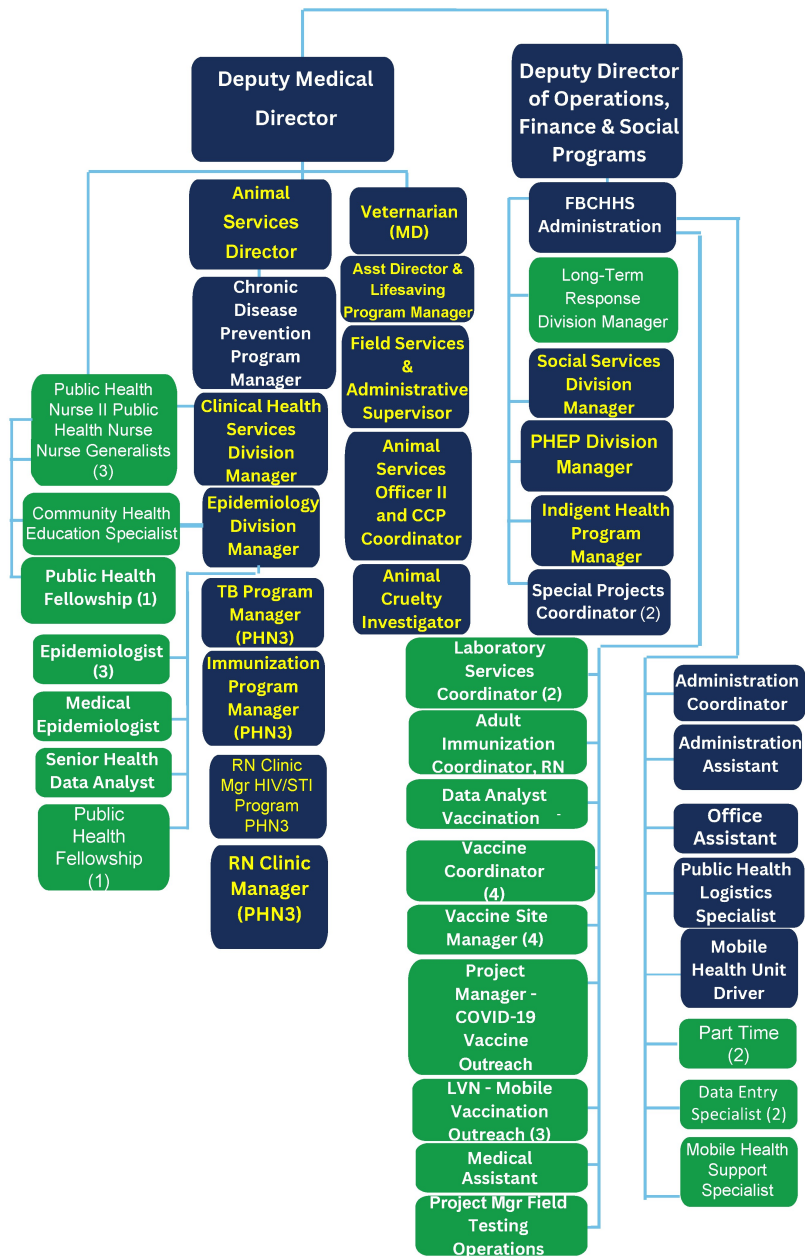 Deputy Medical
Director
Deputy Director
of Operations,
Finance & Social
Programs
Animal
Services
Director
Chronic
Disease
Prevention
Program
Manager
Clinical Health
Services
Division
Manager
Epidemiology
Division
Manager
TB Program
Manager
(PHN3)
Immunization
Program
Manager
(PHN3)
RN Clinic
Mgr HIV/STI
Program
PHN3
RN Clinic
Manager
(PHN3)
Public Health
Nurse II Public
Health Nurse
Nurse Generalists
(3)
Community Health
Education Specialist
Public Health
Fellowship (1)
Epidemiologist
(3)
Medical
Epidemiologist
Senior Health
Data Analyst
Public
Health
Fellowship
(1)
Veternarian
(MD)
Asst Director &
Lifesaving
Program Manager
Field Services
&
Administrative
Supervisor
Animal
Services
Officer II
and CCP
Coordinator
Animal
Cruelty
Investigator
FBCHHS
Administration
Long-Term
Response
Division Manager
Social Services
Division
Manager
PHEP Division
Manager
Indigent Health
Program
Manager
Special Projects
Coordinator (2)
Laboratory
Services
Coordinator (2)
Adult
Immunization
Coordinator, RN
Data Analyst
Vaccination -
Vaccine
Coordinator
(4)
Vaccine Site
Manager (4)
Project
Manager -
COVID-19
Vaccine
Outreach
LVN - Mobile
Vaccination
Outreach (3)
Medical
Assistant
Project Mgr Field
Testing
Operations
Administration
Coordinator
Administration
Assistant
Office
Assistant
Public Health
Logistics
Specialist
Mobile
Health Unit
Driver
Part Time
(2)
Data Entry
Specialist (2)
Mobile Health
Support
Specialist